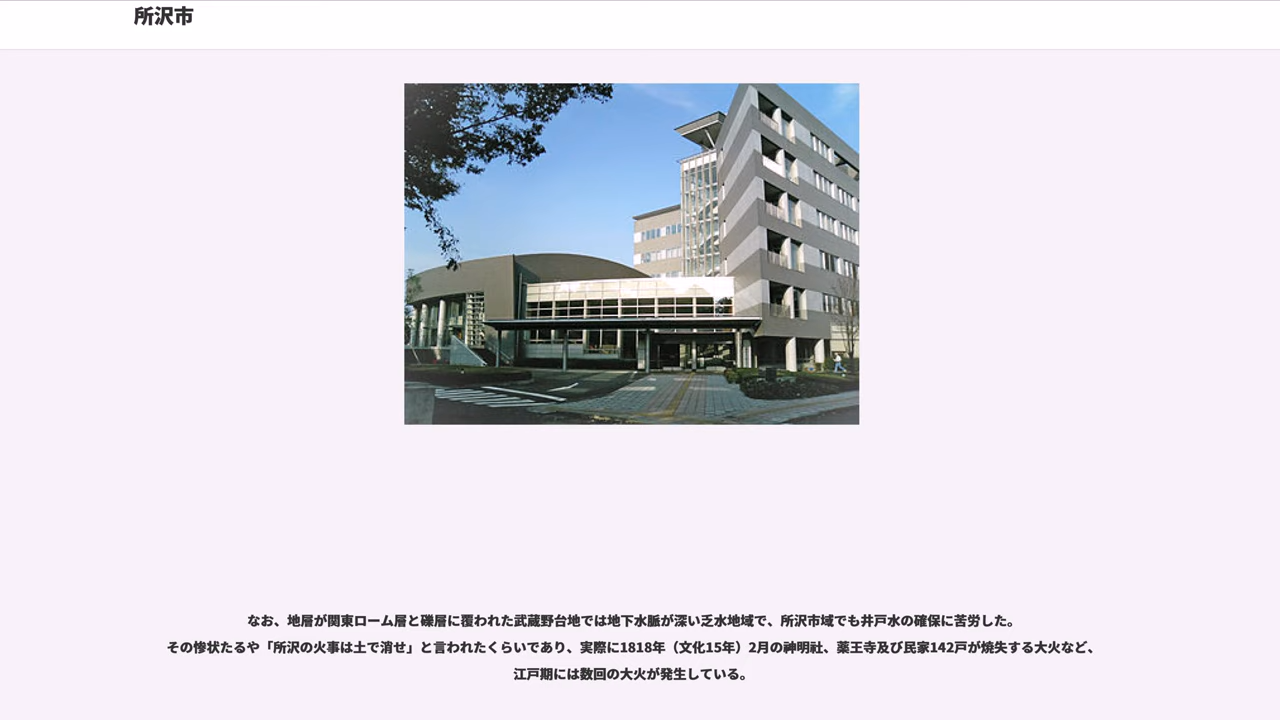 所沢市
なお、地層が関東ローム層と礫層に覆われた武蔵野台地では地下水脈が深い乏水地域で、所沢市域でも井戸水の確保に苦労した。
その惨状たるや「所沢の火事は土で消せ」と言われたくらいであり、実際に1818年（文化15年）2月の神明社、薬王寺及び民家142戸が焼失する大火など、
江戸期には数回の大火が発生している。